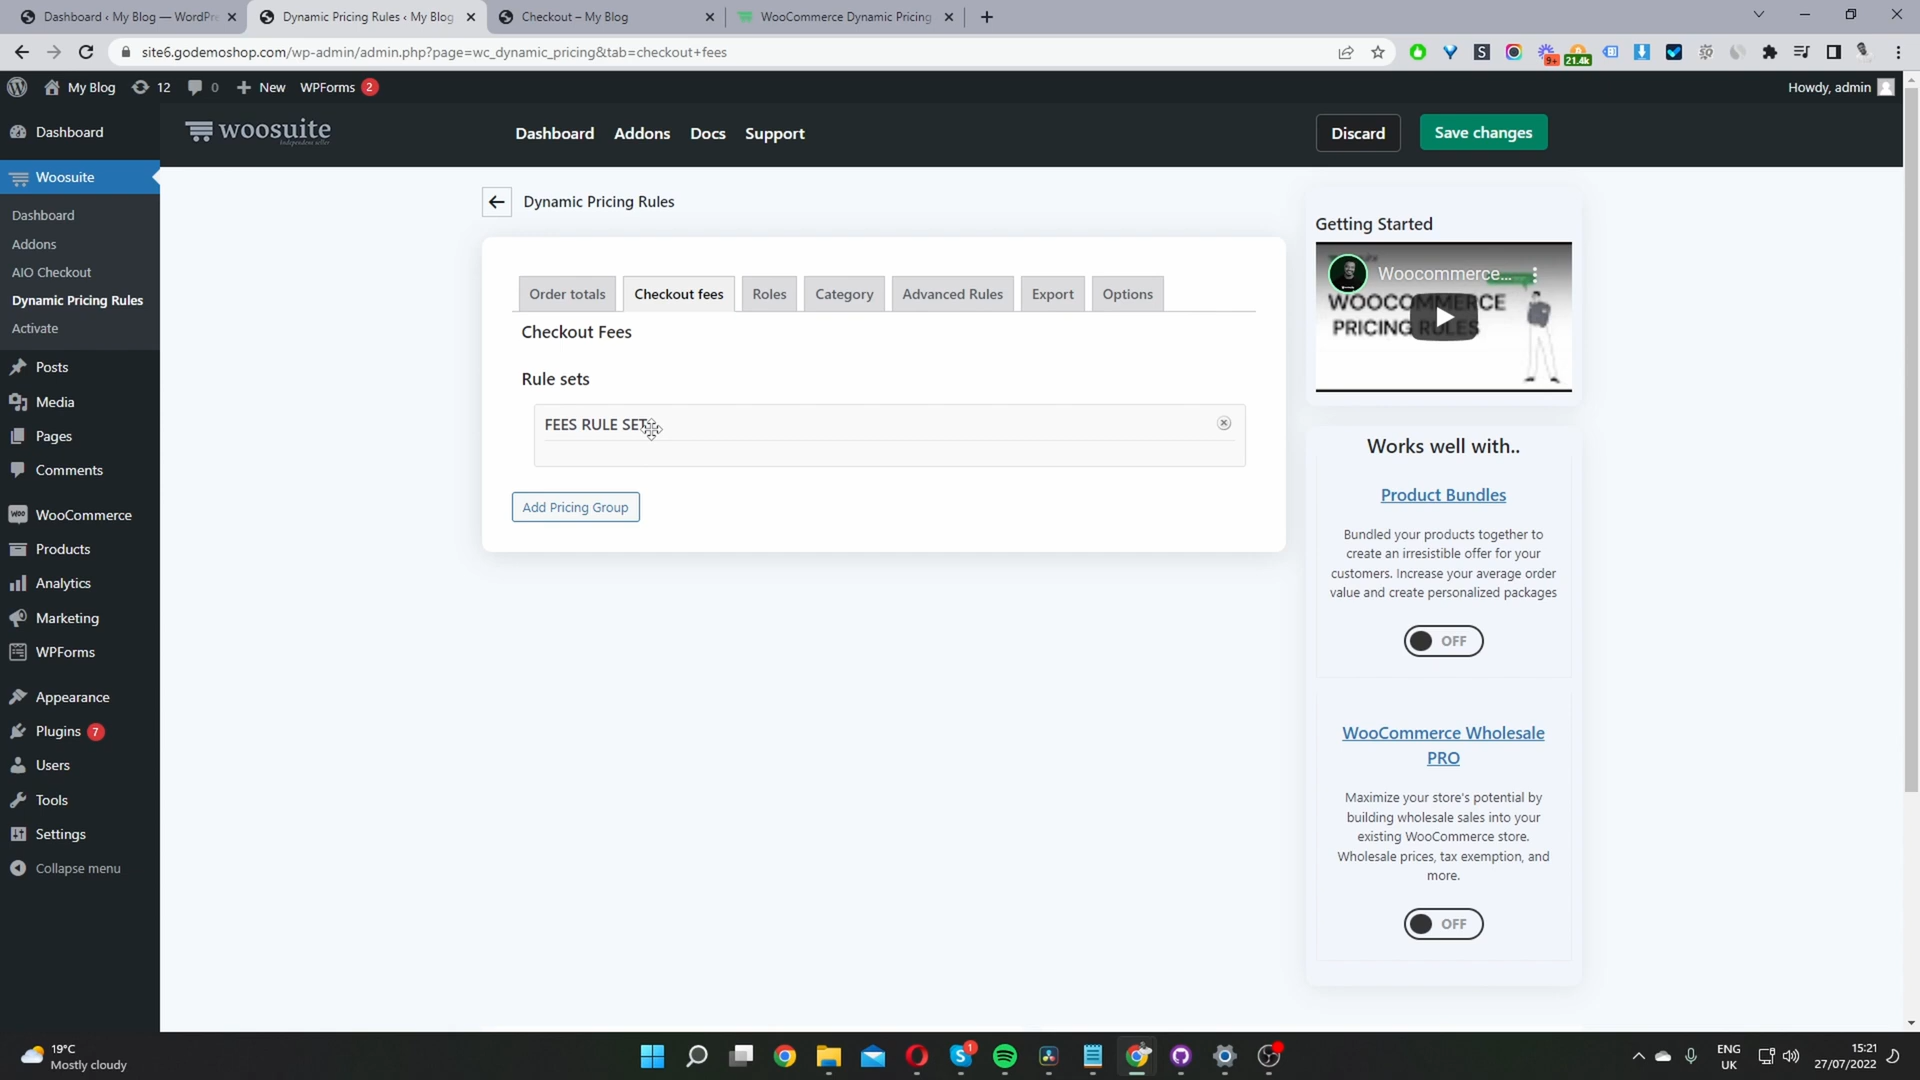 Dashboard ‹ My Blog — WordPre
Dynamic Pricing Rules ‹ My Blog
Checkout – My Blog
WooCommerce Dynamic Pricing
site6.godemoshop.com/wp-admin/admin.php?page=wc_dynamic_pricing&tab=checkout+fees
9+
21.4k
My Blog
12
0
New
WPForms
2
Howdy, admin
Dashboard
woosuite
Independent seller
Dashboard
Addons
Docs
Support
Discard
Save changes
Woosuite
Dashboard
Addons
AIO Checkout
Dynamic Pricing Rules
Activate
Posts
Media
Pages
Comments
WooCommerce
Products
Analytics
Marketing
WPForms
Appearance
Plugins 7
Users
Tools
Settings
Collapse menu
Dynamic Pricing Rules
Order totals
Checkout fees
Roles
Category
Advanced Rules
Export
Options
Checkout Fees
Rule sets
FEES RULE SET
Add Pricing Group
Getting Started
Woocommerce...
WOOCOMMERCE
PRICING RULES
Works well with..
Product Bundles
Bundled your products together to
create an irresistible offer for your
customers. Increase your average order
value and create personalized packages
OFF
WooCommerce Wholesale
PRO
Maximize your store's potential by
building wholesale sales into your
existing WooCommerce store.
Wholesale prices, tax exemption, and
more.
OFF
19°C
Mostly cloudy
1
ENG
UK
15:21
27/07/2022